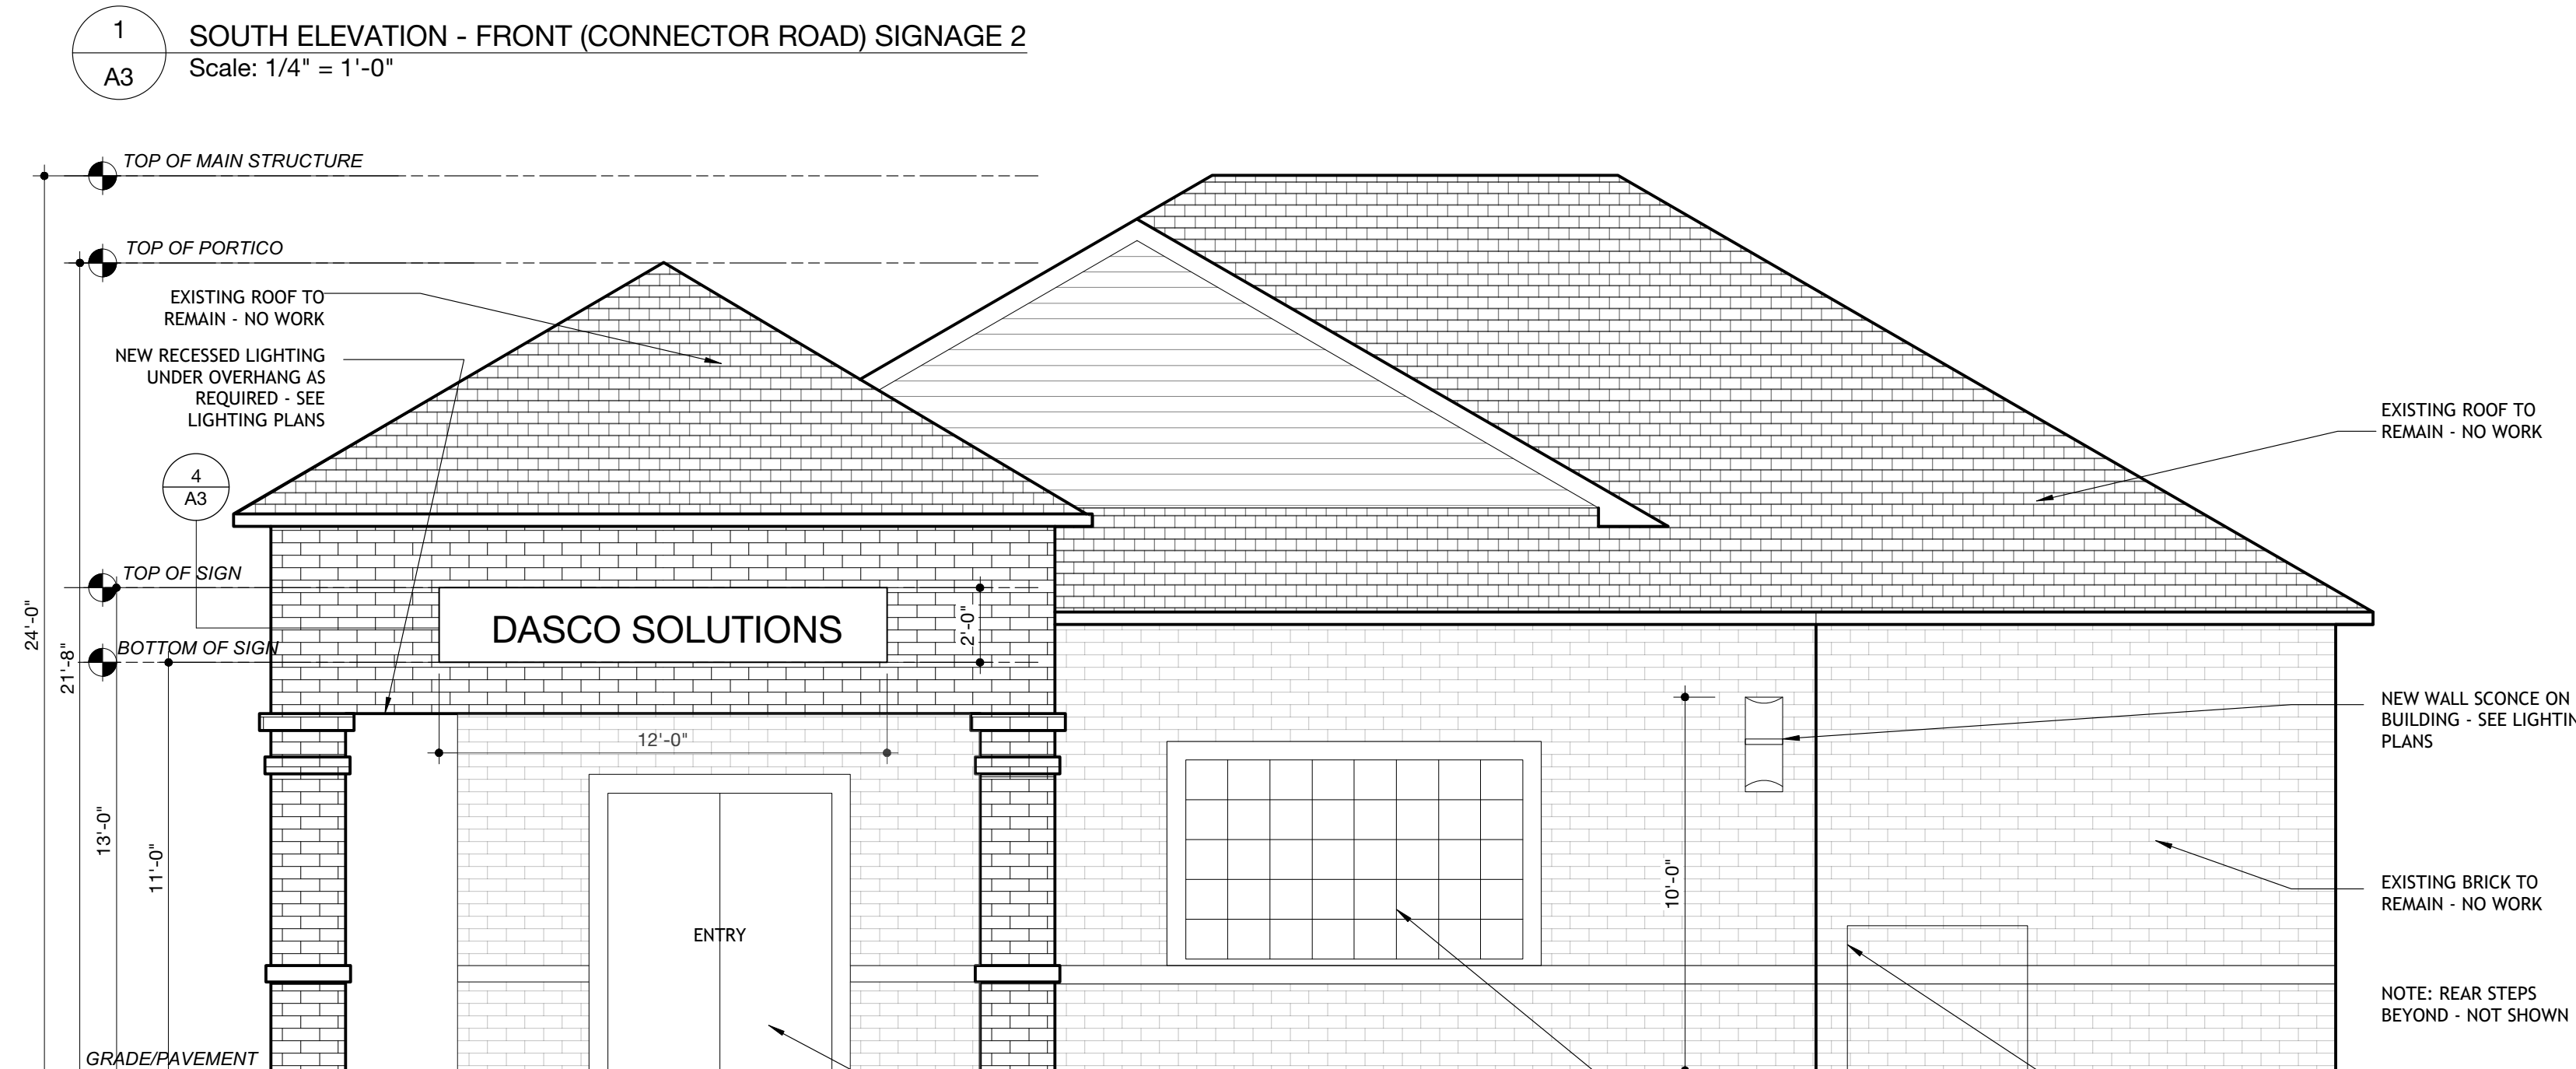 1
A3
SOUTH ELEVATION - FRONT (CONNECTOR ROAD) SIGNAGE 2
Scale: 1/4" = 1'-0"
TOP OF MAIN STRUCTURE
TOP OF PORTICO
EXISTING ROOF TO
REMAIN - NO WORK
NEW RECESSED LIGHTING
UNDER OVERHANG AS
REQUIRED - SEE
LIGHTING PLANS
4
A3
TOP OF SIGN
BOTTOM OF SIGN
24'-0"
21'-8"
13'-0"
11'-0"
GRADE/PAVEMENT
DASCO SOLUTIONS
2'-0"
12'-0"
ENTRY
10'-0"
EXISTING ROOF TO
REMAIN - NO WORK
NEW WALL SCONCE ON
BUILDING - SEE LIGHTIN
PLANS
EXISTING BRICK TO
REMAIN - NO WORK
NOTE: REAR STEPS
BEYOND - NOT SHOWN